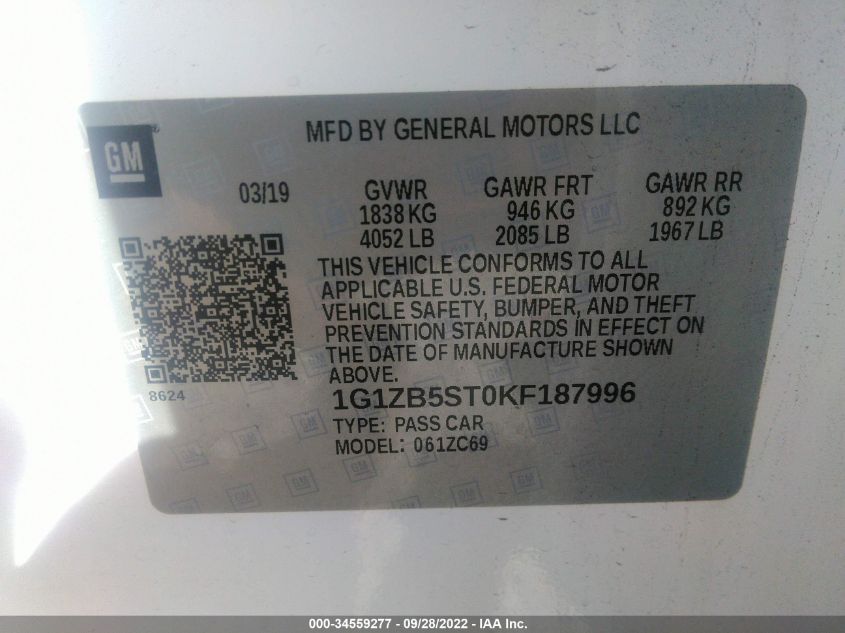 MFD BY GENERAL MOTORS LLC
GM
03/19
GVWR GAWR FRT GAWR RR
1838 KG 946 KG 892 KG
4052 LB 2085 LB 1967 LB
THIS VEHICLE CONFORMS TO ALL
APPLICABLE U.S. FEDERAL MOTOR
VEHICLE SAFETY, BUMPER, AND THEFT
PREVENTION STANDARDS IN EFFECT ON
THE DATE OF MANUFACTURE SHOWN
ABOVE.
8624
1G1ZB5ST0KF187996
TYPE: PASS CAR
MODEL: 061ZC69
000-34559277 - 09/28/2022 - IAA, Inc.